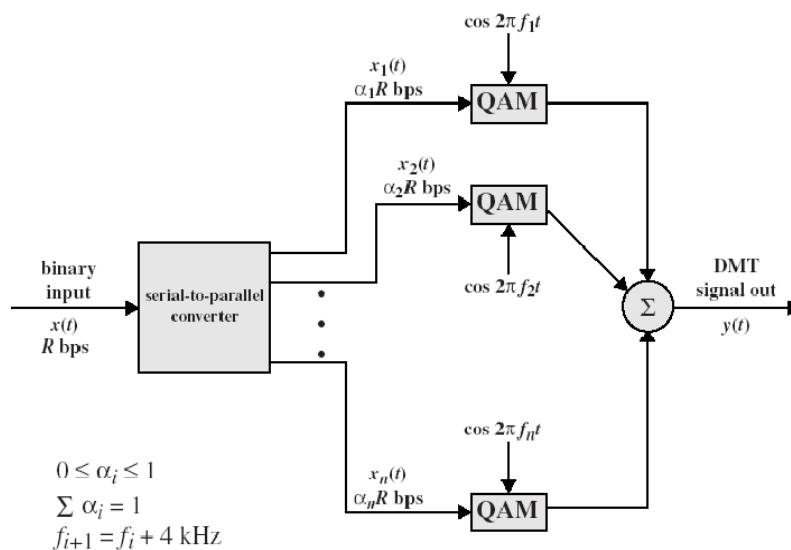 cos 2πf₁t
x₁(t)
α₁R bps
QAM
x₂(t)
α₂R bps
QAM
cos 2πf₂t
binary
input
x(t)
R bps
serial-to-parallel
converter
Σ
DMT
signal out
y(t)
cos 2πfₙt
xₙ(t)
αₙR bps
QAM
0 ≤ αᵢ ≤ 1
Σ αᵢ = 1
fᵢ₊₁ = fᵢ + 4 kHz